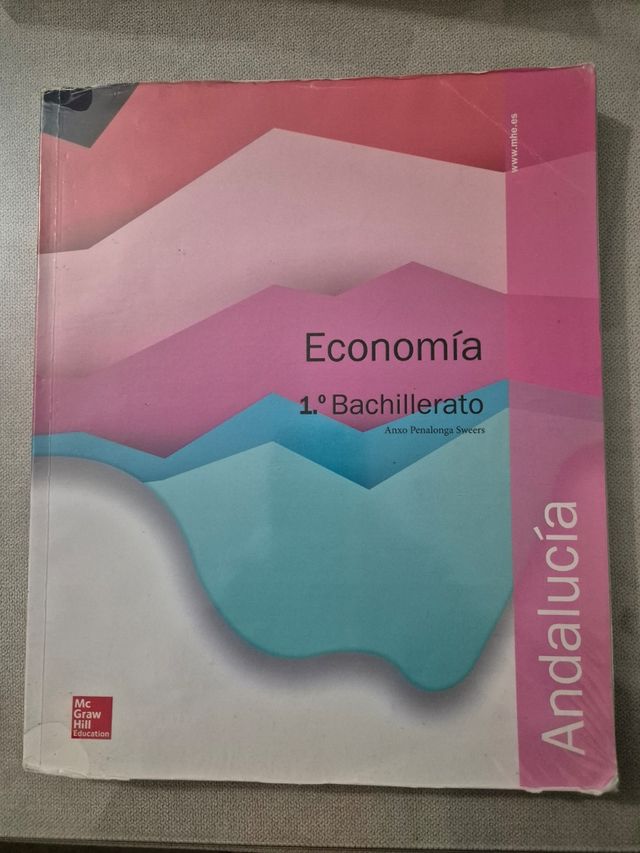 www.mhe.es
Economía
1.º Bachillerato
Anxo Penalonga Sweers
Andalucía
Mc
Graw
Hill
Education